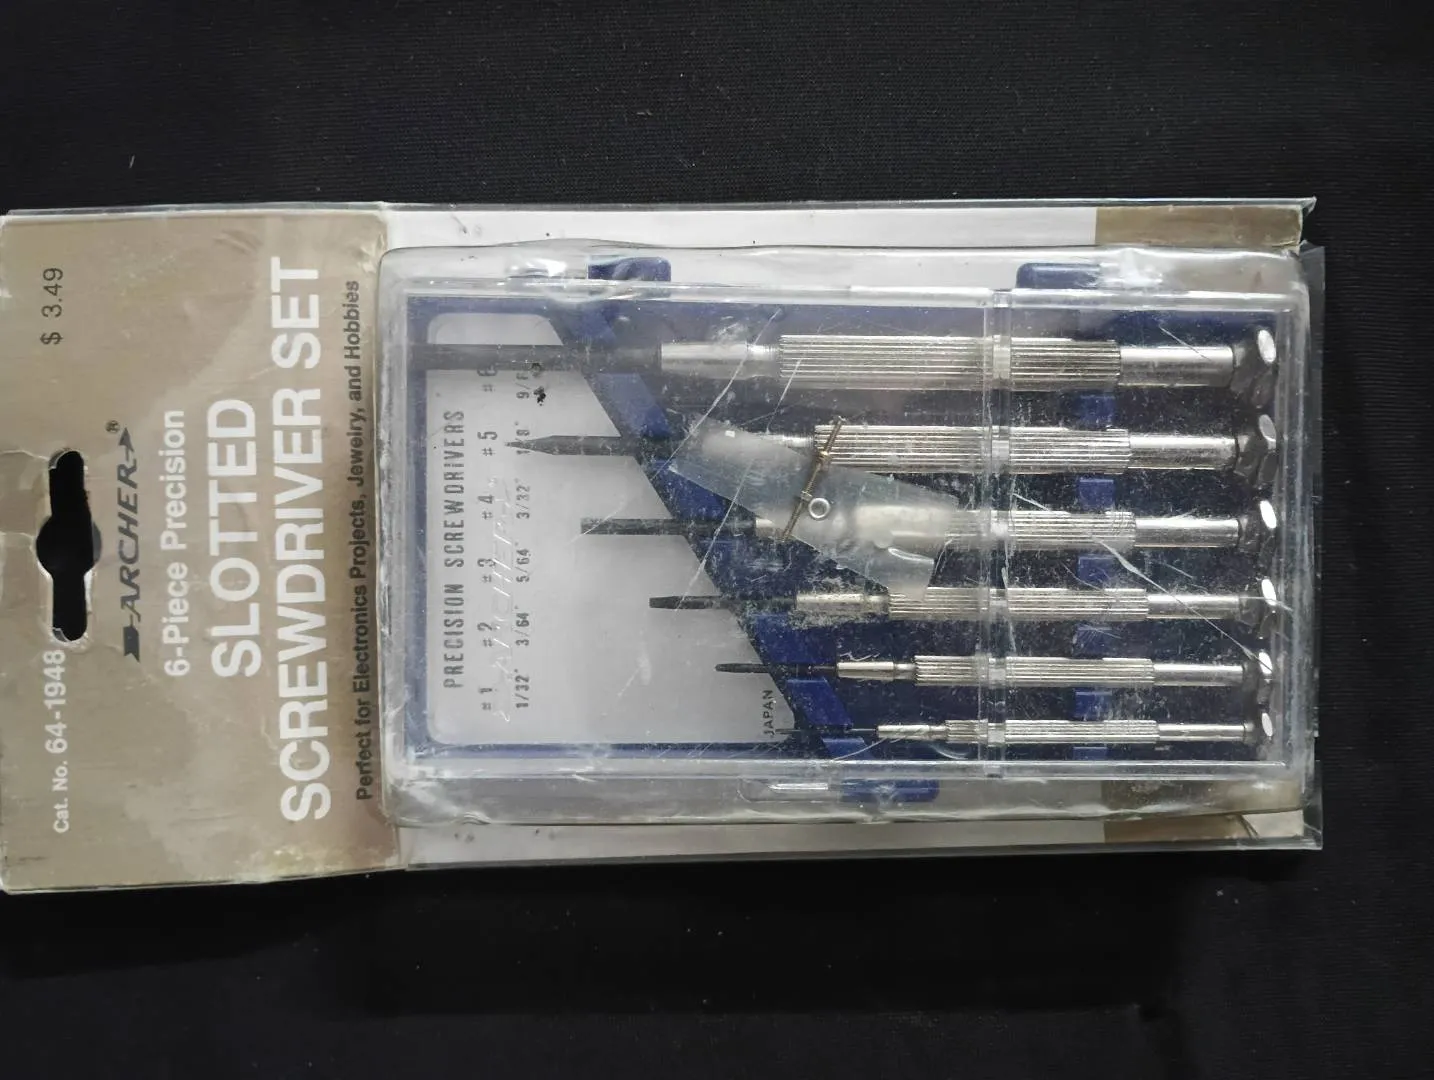 $ 3.49
Cat. No. 64-1948
ARCHER®
6-Piece Precision
SLOTTED
SCREWDRIVER SET
Perfect for Electronics Projects, Jewelry, and Hobbies
PRECISION SCREWDRIVERS
#1 #2 #3 #4 #5 #6
1/32" 3/64" 5/64" 3/32"
JAPAN